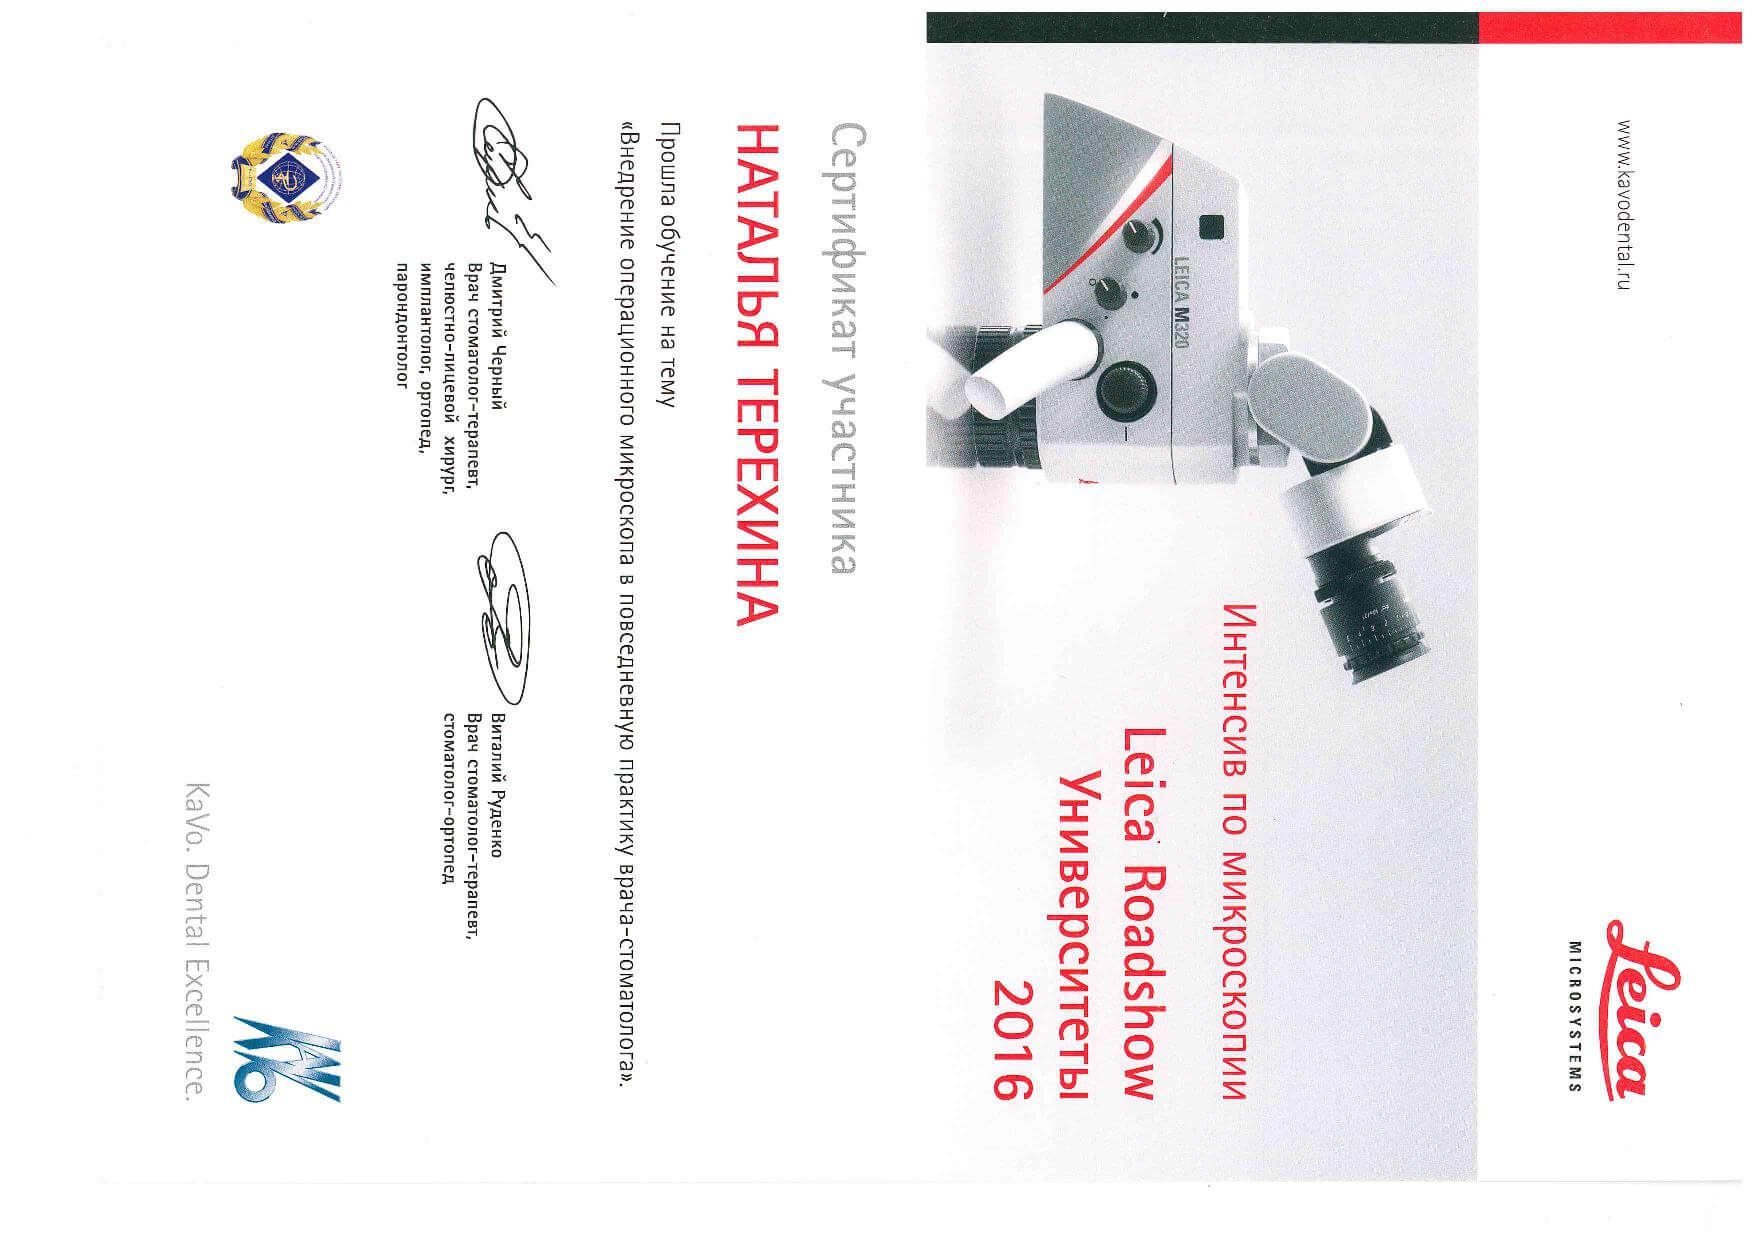 www.kavodental.ru
Leica
MICROSYSTEMS
LEICA M320
Интенсив по микроскопии
Leica Roadshow
Университеты
2016
Сертификат участника
НАТАЛЬЯ ТЕРЕХИНА
Прошла обучение на тему
«Внедрение операционного микроскопа в повседневную практику врача-стоматолога».
Дмитрий Черный
Врач стоматолог-терапевт,
челюстно-лицевой хирург,
имплантолог, ортопед,
парондонтолог
Виталий Руденко
Врач стоматолог-терапевт,
стоматолог-ортопед
KaVo
KaVo. Dental Excellence.